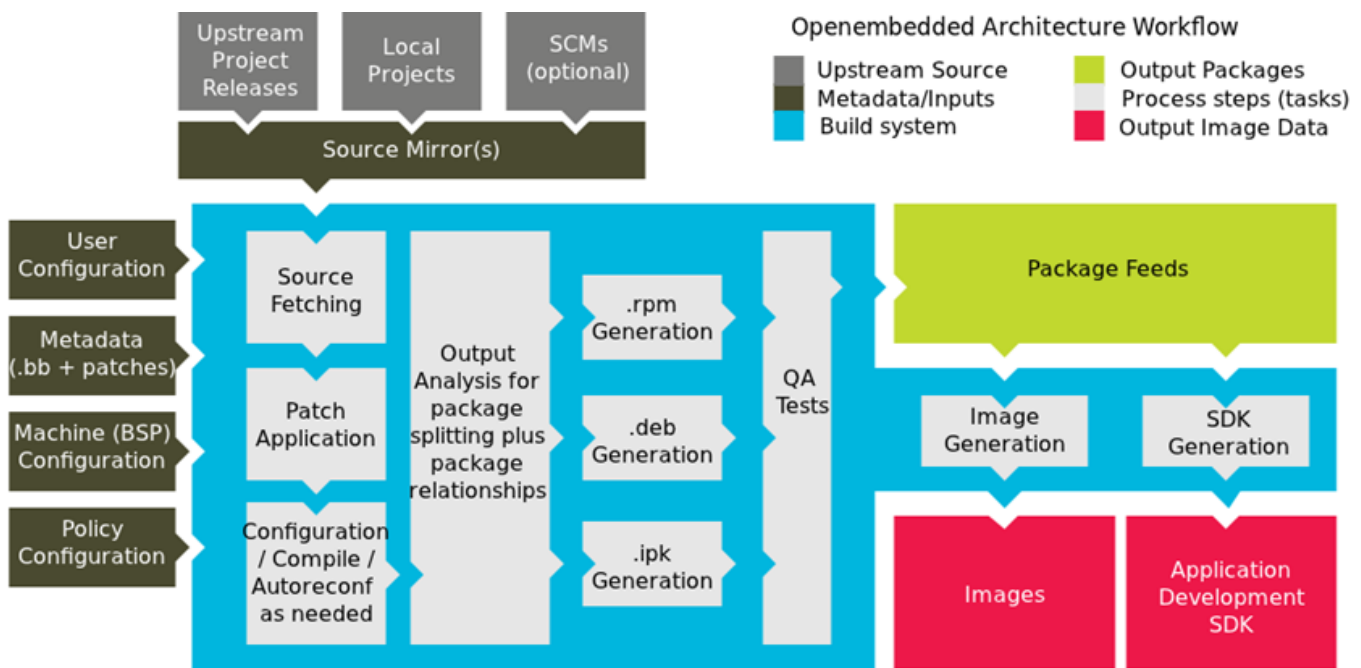 Openembedded Architecture Workflow
Upstream Source
Metadata/Inputs
Build system
Output Packages
Process steps (tasks)
Output Image Data
Upstream
Project
Releases
Local
Projects
SCMs
(optional)
Source Mirror(s)
User
Configuration
Metadata
(.bb + patches)
Machine (BSP)
Configuration
Policy
Configuration
Source
Fetching
Patch
Application
Configuration
/ Compile /
Autoreconf
as needed
Output
Analysis for
package
splitting plus
package
relationships
.rpm
Generation
.deb
Generation
.ipk
Generation
QA
Tests
Package Feeds
Image
Generation
SDK
Generation
Images
Application
Development
SDK